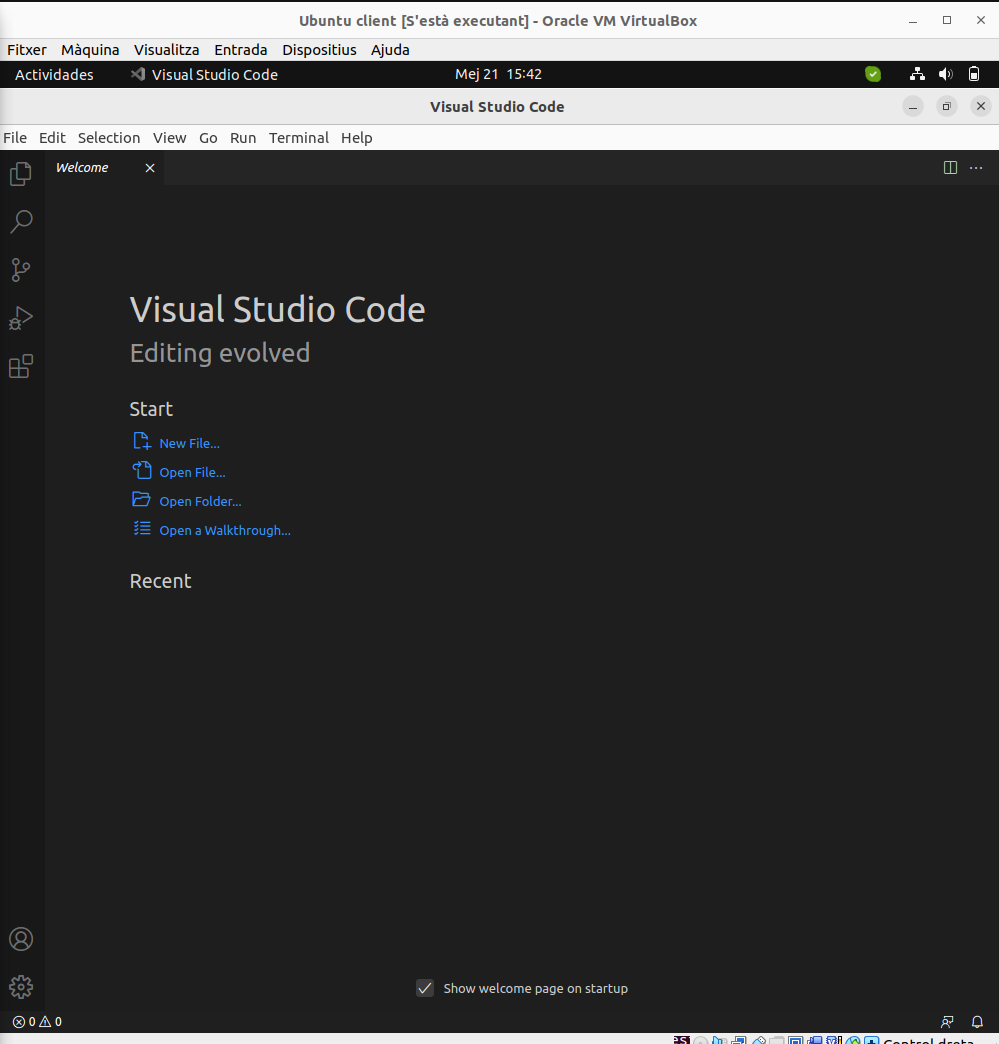 Ubuntu client [S'està executant] - Oracle VM VirtualBox
Fitxer Màquina Visualitza Entrada Dispositius Ajuda
Actividades Visual Studio Code Mej 21 15:42
Visual Studio Code
File Edit Selection View Go Run Terminal Help
Welcome
Visual Studio Code
Editing evolved
Start
New File...
Open File...
Open Folder...
Open a Walkthrough...
Recent
Show welcome page on startup
0 0
es Control dreta